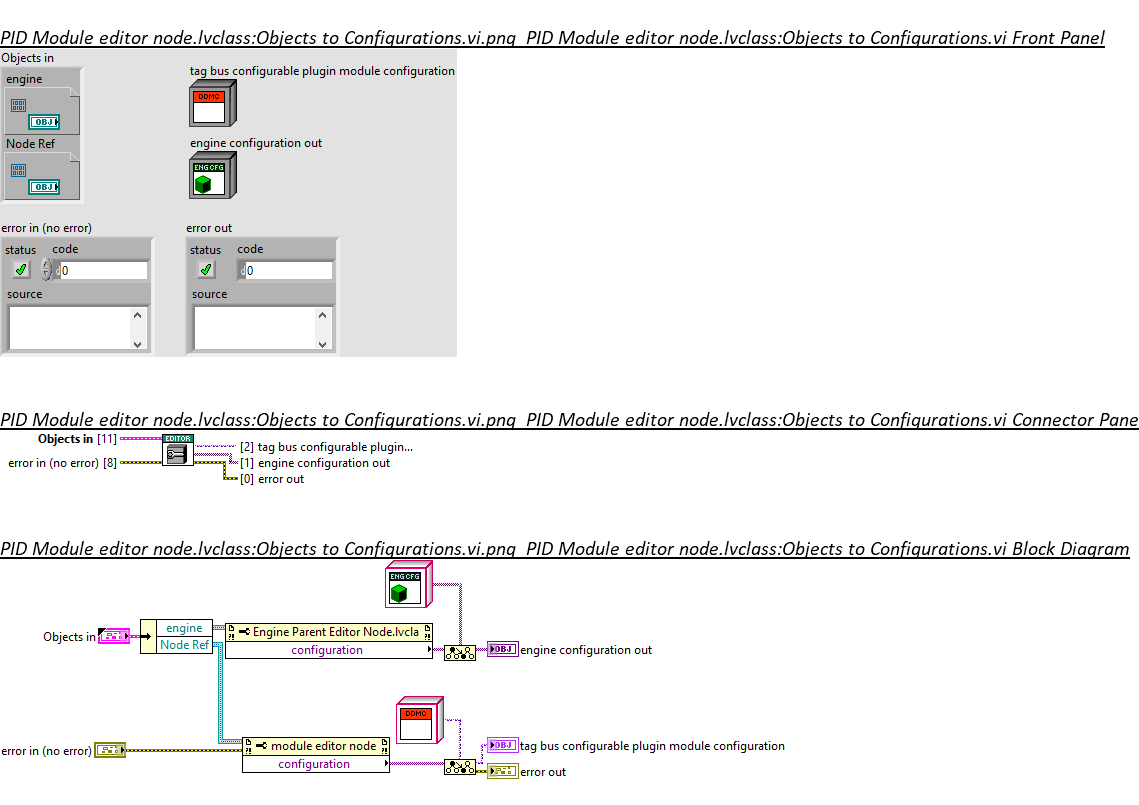 PID Module editor node.lvclass:Objects to Configurations.vi.png PID Module editor node.lvclass:Objects to Configurations.vi Front Panel
Objects in
engine
OBJ
Node Ref
OBJ
tag bus configurable plugin module configuration
DDMC
engine configuration out
ENG CFG
error in (no error)
status code
0
source
error out
status code
0
source
PID Module editor node.lvclass:Objects to Configurations.vi.png PID Module editor node.lvclass:Objects to Configurations.vi Connector Pane
Objects in [11]
error in (no error) [8]
EDITOR
[2] tag bus configurable plugin...
[1] engine configuration out
[0] error out
PID Module editor node.lvclass:Objects to Configurations.vi.png PID Module editor node.lvclass:Objects to Configurations.vi Block Diagram
ENG CFG
Objects in
engine
Node Ref
Engine Parent Editor Node.lvcla
configuration
OBJ
engine configuration out
DDMC
error in (no error)
module editor node
configuration
OBJ
tag bus configurable plugin module configuration
error out